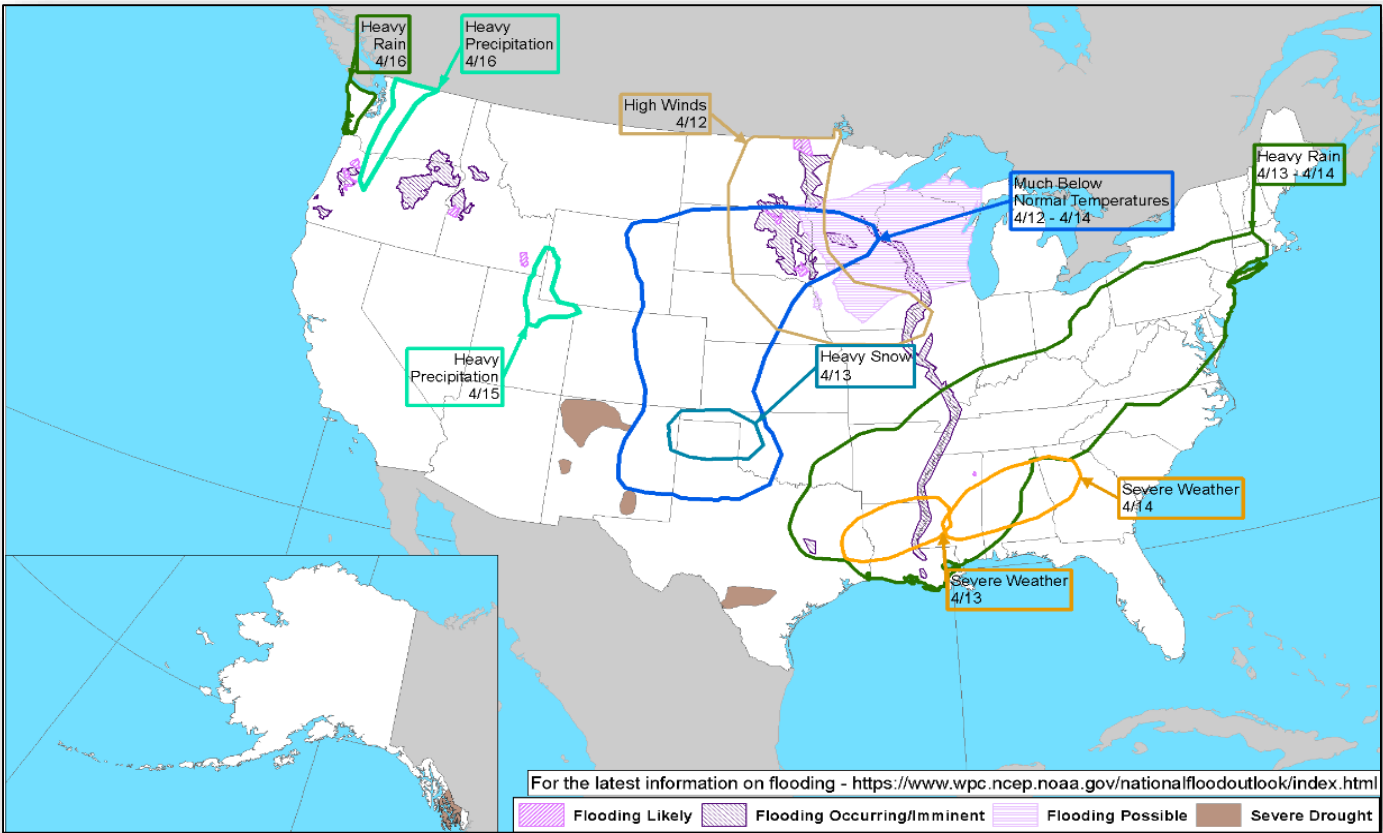 Heavy
Rain
4/16
Heavy
Precipitation
4/16
High Winds
4/12
Heavy Rain
4/13 - 4/14
Much Below
Normal Temperatures
4/12 - 4/14
Heavy
Precipitation
4/15
Heavy Snow
4/13
Severe Weather
4/14
Severe Weather
4/13
For the latest information on flooding - https://www.wpc.ncep.noaa.gov/nationalfloodoutlook/index.html
Flooding Likely
Flooding Occurring/Imminent
Flooding Possible
Severe Drought